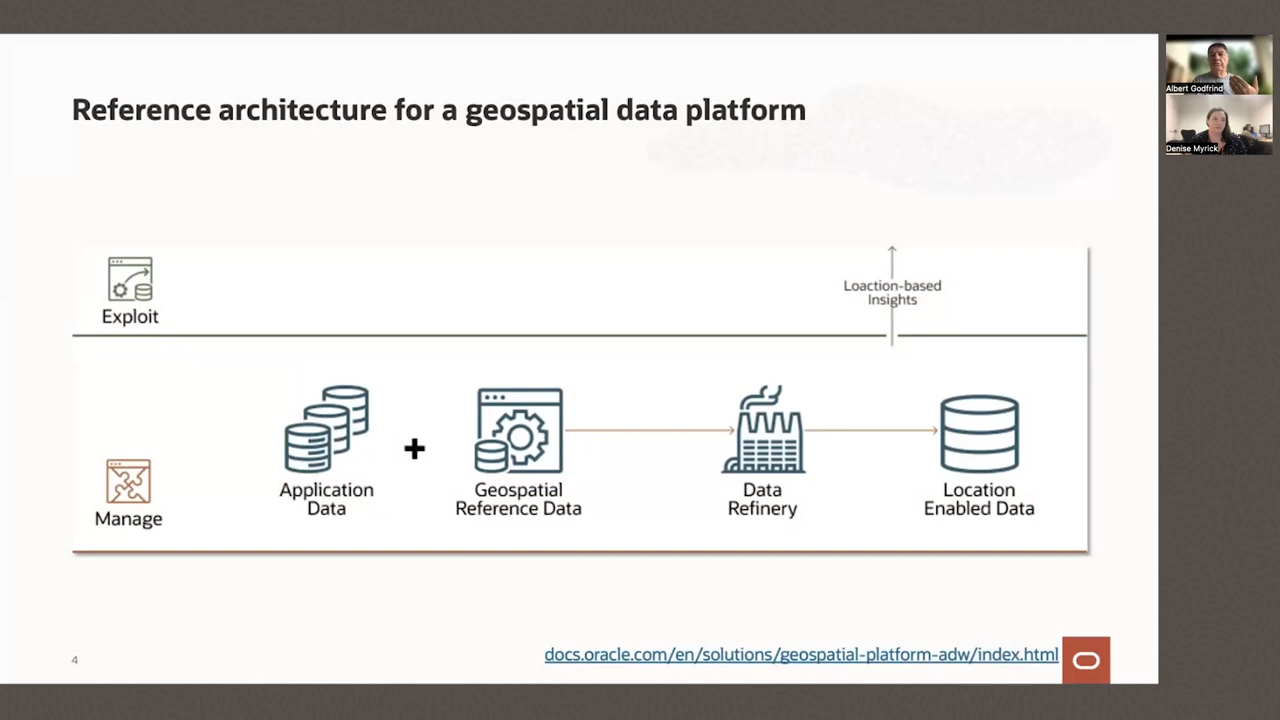 Reference architecture for a geospatial data platform
Albert Godfrind
Denise Myrick
Exploit
Loaction-based
Insights
Manage
Application
Data
+
Geospatial
Reference Data
Data
Refinery
Location
Enabled Data
4
docs.oracle.com/en/solutions/geospatial-platform-adw/index.html